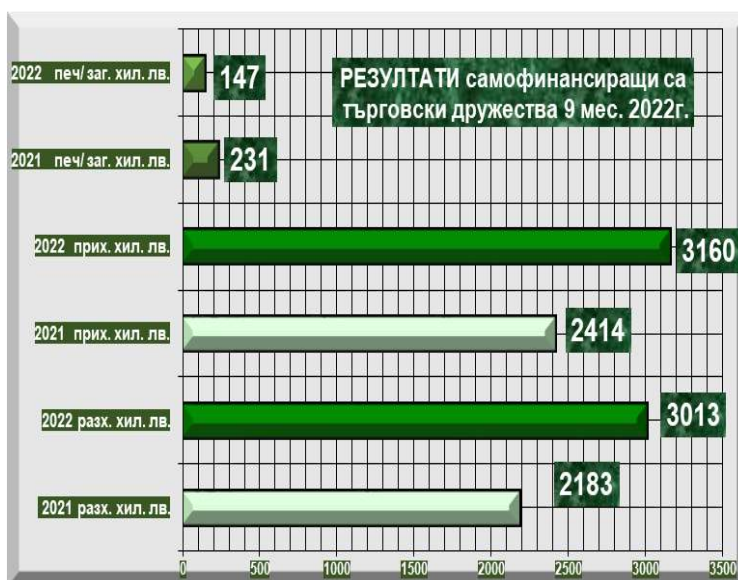 РЕЗУЛТАТИ самофинансиращи са
търговски дружества 9 мес. 2022г.
2022 печ/ заг. хил. лв.
147
2021 печ/ заг. хил. лв.
231
2022 прих. хил. лв.
3160
2021 прих. хил. лв.
2414
2022 разх. хил. лв.
3013
2021 разх. хил. лв.
2183
0 500 1000 1500 2000 2500 3000 3500